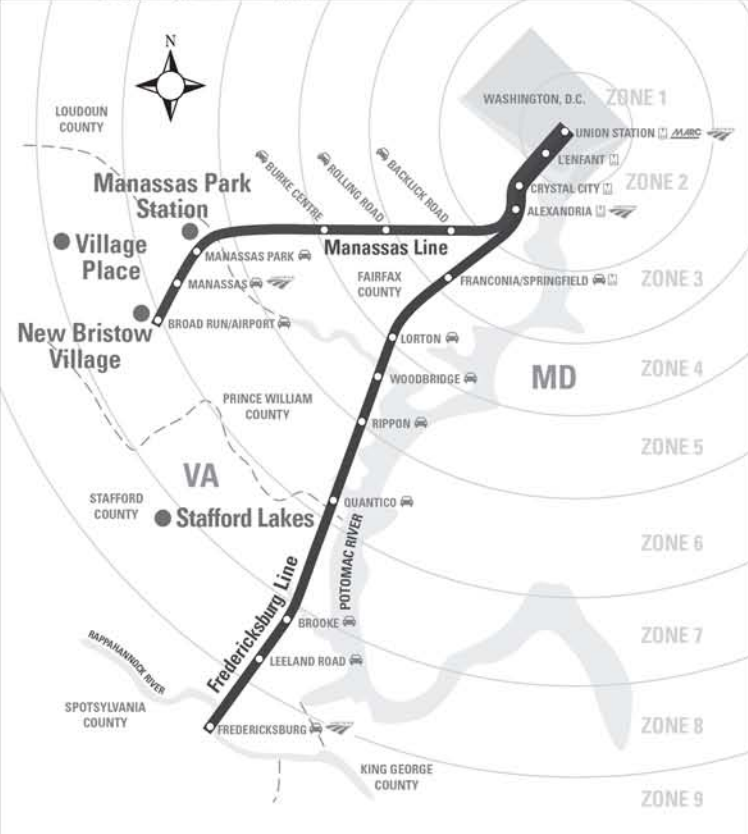 N
WASHINGTON, D.C.
ZONE 1
LOUDOUN
COUNTY
UNION STATION M MARC
L'ENFANT M
ZONE 2
BURKE CENTRE
ROLLING ROAD
BACKLICK ROAD
CRYSTAL CITY M
ALEXANDRIA M
Manassas Park
Station
Village
Place
Manassas Line
MANASSAS PARK
MANASSAS
FAIRFAX
COUNTY
FRANCONIA/SPRINGFIELD M
ZONE 3
New Bristow
Village
BROAD RUN/AIRPORT
LORTON
ZONE 4
WOODBRIDGE
MD
PRINCE WILLIAM
COUNTY
RIPPON
ZONE 5
VA
STAFFORD
COUNTY
Stafford Lakes
QUANTICO
POTOMAC RIVER
ZONE 6
Fredericksburg Line
BROOKE
ZONE 7
LEELAND ROAD
RAPPAHANNOCK RIVER
SPOTSYLVANIA
COUNTY
FREDERICKSBURG
ZONE 8
KING GEORGE
COUNTY
ZONE 9